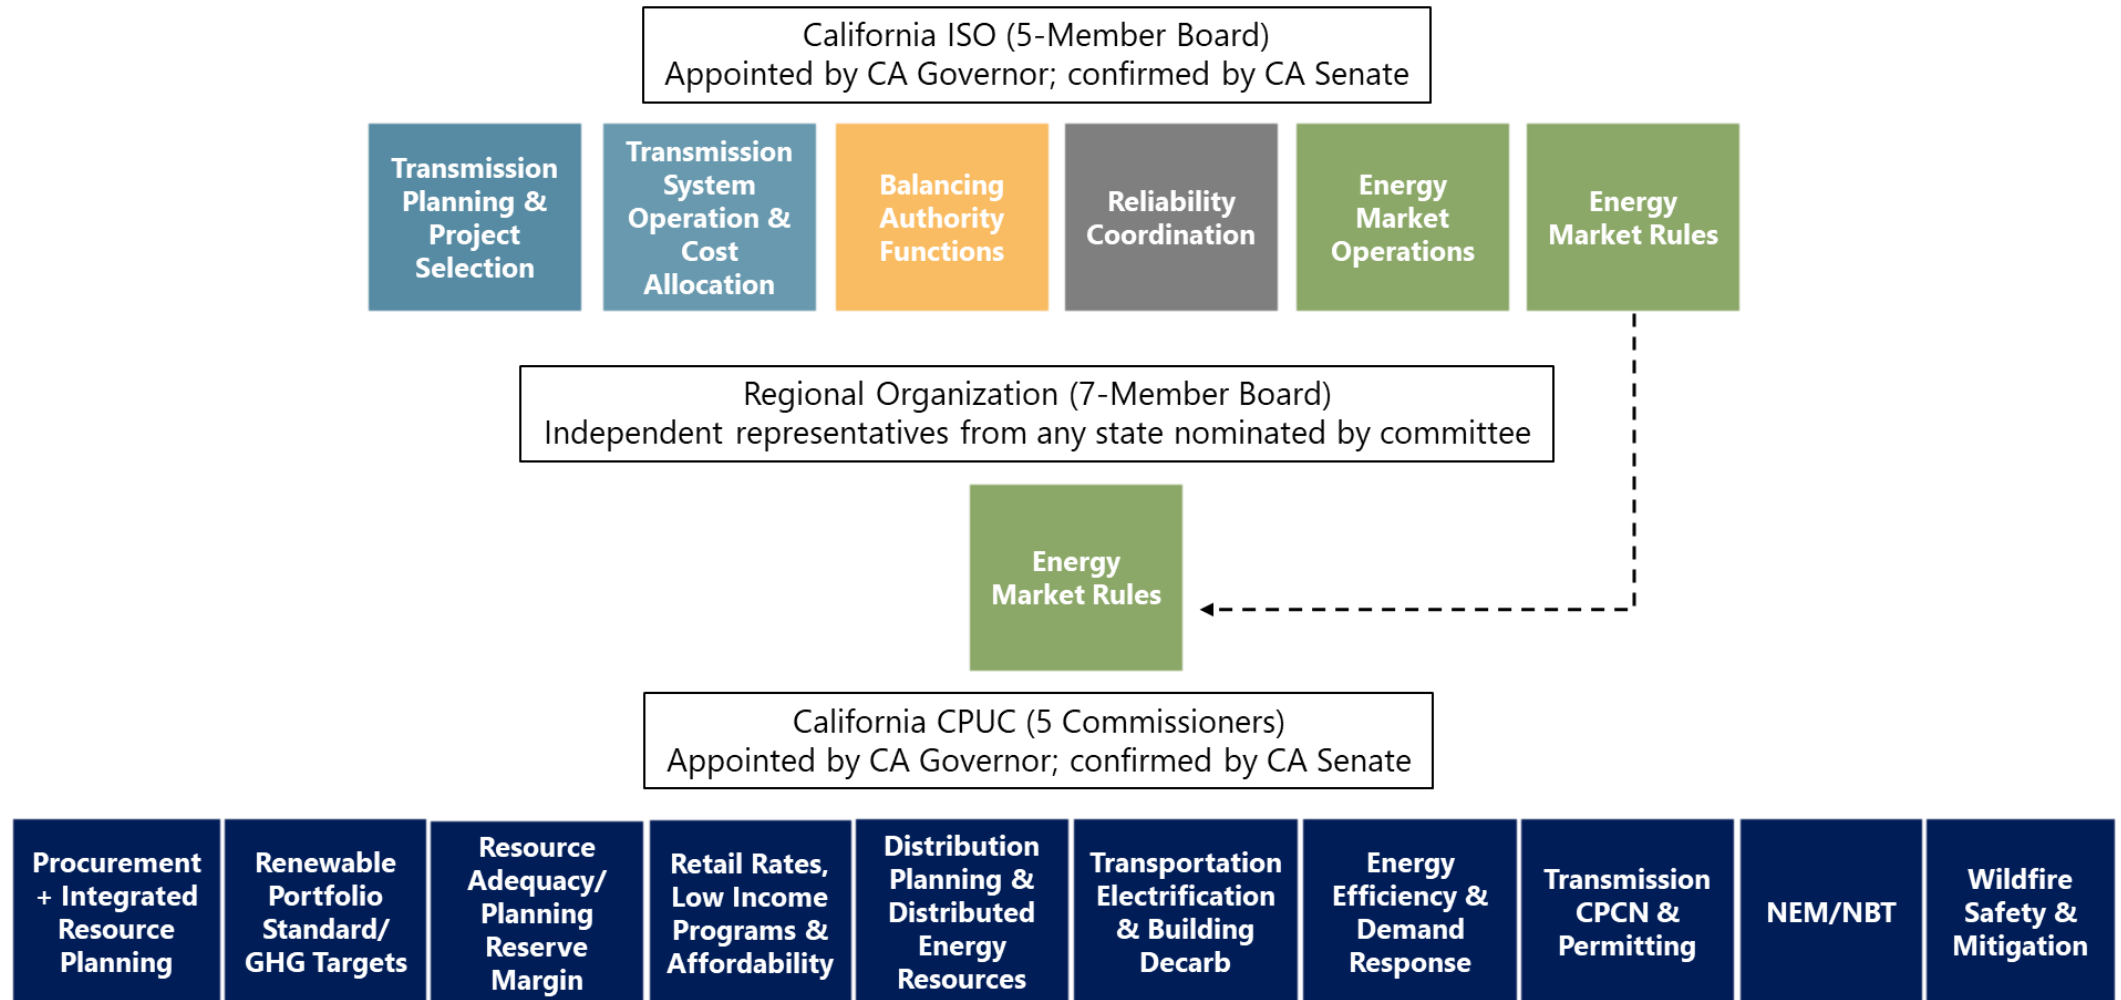 California ISO (5-Member Board)
Appointed by CA Governor; confirmed by CA Senate
Transmission
Planning &
Project
Selection
Transmission
System
Operation &
Cost
Allocation
Balancing
Authority
Functions
Reliability
Coordination
Energy
Market
Operations
Energy
Market Rules
Regional Organization (7-Member Board)
Independent representatives from any state nominated by committee
Energy
Market Rules
California CPUC (5 Commissioners)
Appointed by CA Governor; confirmed by CA Senate
Procurement
+ Integrated
Resource
Planning
Renewable
Portfolio
Standard/
GHG Targets
Resource
Adequacy/
Planning
Reserve
Margin
Retail Rates,
Low Income
Programs &
Affordability
Distribution
Planning &
Distributed
Energy
Resources
Transportation
Electrification
& Building
Decarb
Energy
Efficiency &
Demand
Response
Transmission
CPCN &
Permitting
NEM/NBT
Wildfire
Safety &
Mitigation